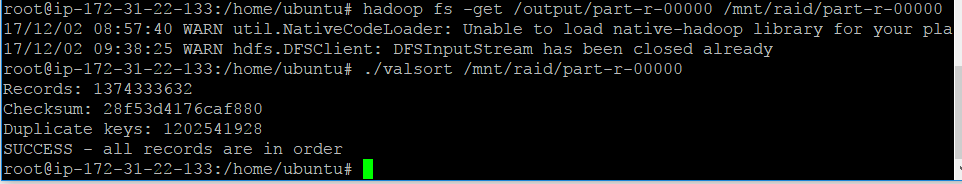 root@ip-172-31-22-133:/home/ubuntu# hadoop fs -get /output/part-r-00000 /mnt/raid/part-r-00000
17/12/02 08:57:40 WARN util.NativeCodeLoader: Unable to load native-hadoop library for your pla
17/12/02 09:38:25 WARN hdfs.DFSClient: DFSInputStream has been closed already
root@ip-172-31-22-133:/home/ubuntu# ./valsort /mnt/raid/part-r-00000
Records: 1374333632
Checksum: 28f53d4176caf880
Duplicate keys: 1202541928
SUCCESS - all records are in order
root@ip-172-31-22-133:/home/ubuntu#